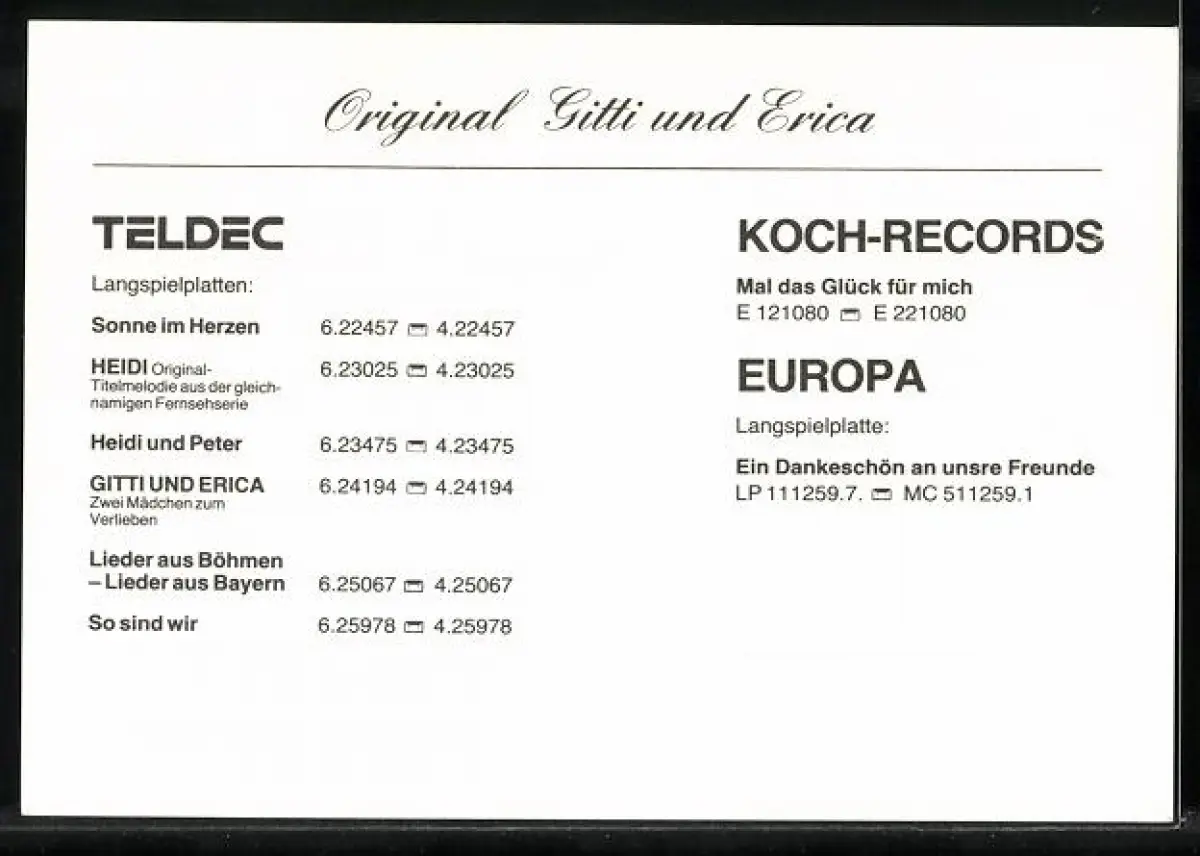 Original Gitti und Erica
TELDEC
Langspielplatten:
Sonne im Herzen 6.22457 4.22457
HEIDI Original- 6.23025 4.23025
Titelmelodie aus der gleich-
namigen Fernsehserie
Heidi und Peter 6.23475 4.23475
GITTI UND ERICA 6.24194 4.24194
Zwei Mädchen zum
Verlieben
Lieder aus Böhmen
– Lieder aus Bayern 6.25067 4.25067
So sind wir 6.25978 4.25978
KOCH-RECORDS
Mal das Glück für mich
E 121080 E 221080
EUROPA
Langspielplatte:
Ein Dankeschön an unsre Freunde
LP 111259.7. MC 511259.1